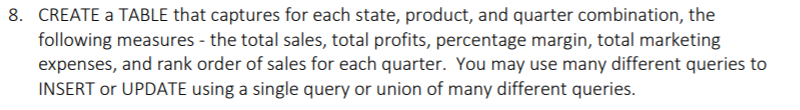 8. CREATE a TABLE that captures for each state, product, and quarter combination, the
following measures - the total sales, total profits, percentage margin, total marketing
expenses, and rank order of sales for each quarter.  You may use many different queries to
INSERT or UPDATE using a single query or union of many different queries.